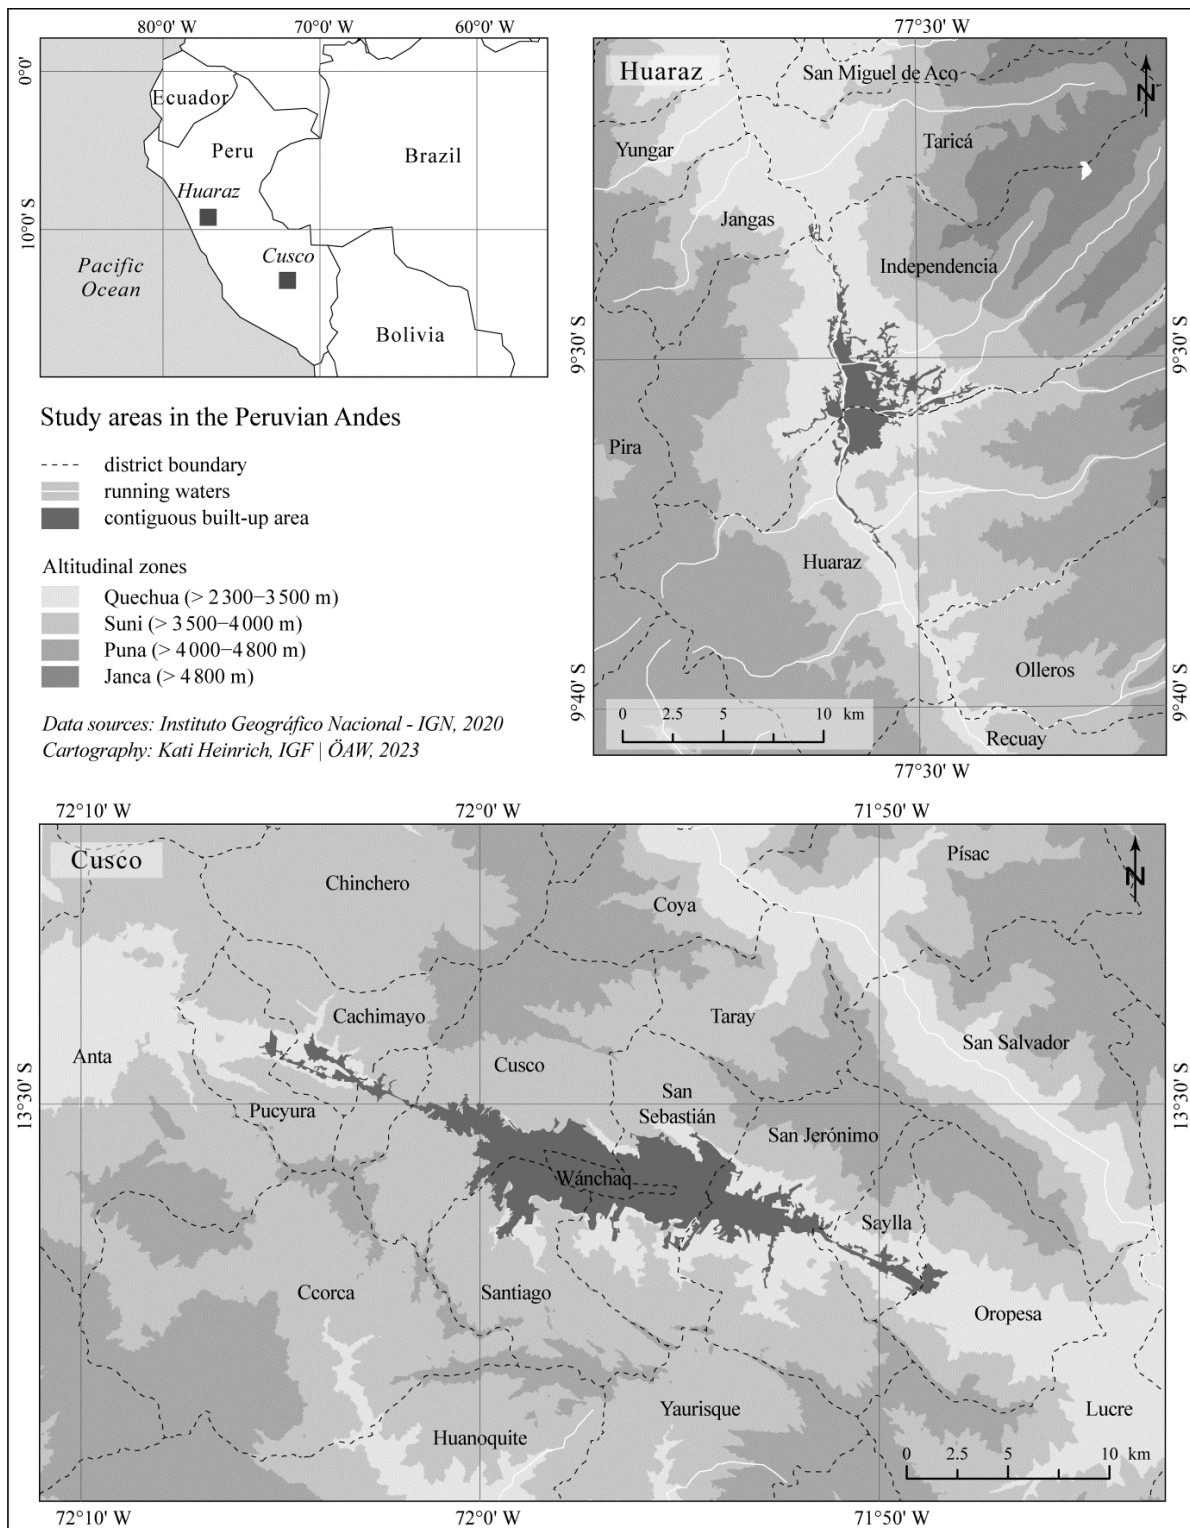 80°0' W
70°0' W
60°0' W
0°0'
10°0' S
Ecuador
Peru
Brazil
Huaraz
Cusco
Pacific
Ocean
Bolivia
Study areas in the Peruvian Andes
district boundary
running waters
contiguous built-up area
Altitudinal zones
Quechua (> 2 300–3 500 m)
Suni (> 3 500–4 000 m)
Puna (> 4 000–4 800 m)
Janca (> 4 800 m)
Data sources: Instituto Geográfico Nacional - IGN, 2020
Cartography: Kati Heinrich, IGF | ÖAW, 2023
77°30' W
Huaraz
San Miguel de Aco
N
Taricá
Yungar
Jangas
Independencia
9°30' S
Pira
Huaraz
Olleros
9°40' S
0 2.5 5 10 km
Recuay
77°30' W
72°10' W
72°0' W
71°50' W
Cusco
Písac
N
Chinchero
Coya
Cachimayo
Taray
Anta
San Salvador
Cusco
San
Sebastián
13°30' S
13°30' S
Pucyura
San Jerónimo
Wánchaq
Saylla
Ccorca
Santiago
Oropesa
Yaurisque
Lucre
Huanoquite
0 2.5 5 10 km
72°10' W
72°0' W
71°50' W